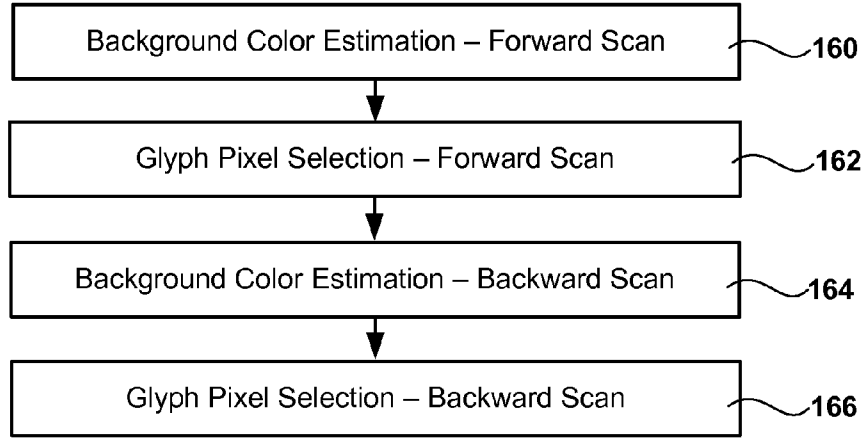 Background Color Estimation – Forward Scan
160
Glyph Pixel Selection – Forward Scan
162
Background Color Estimation – Backward Scan
164
Glyph Pixel Selection – Backward Scan
166